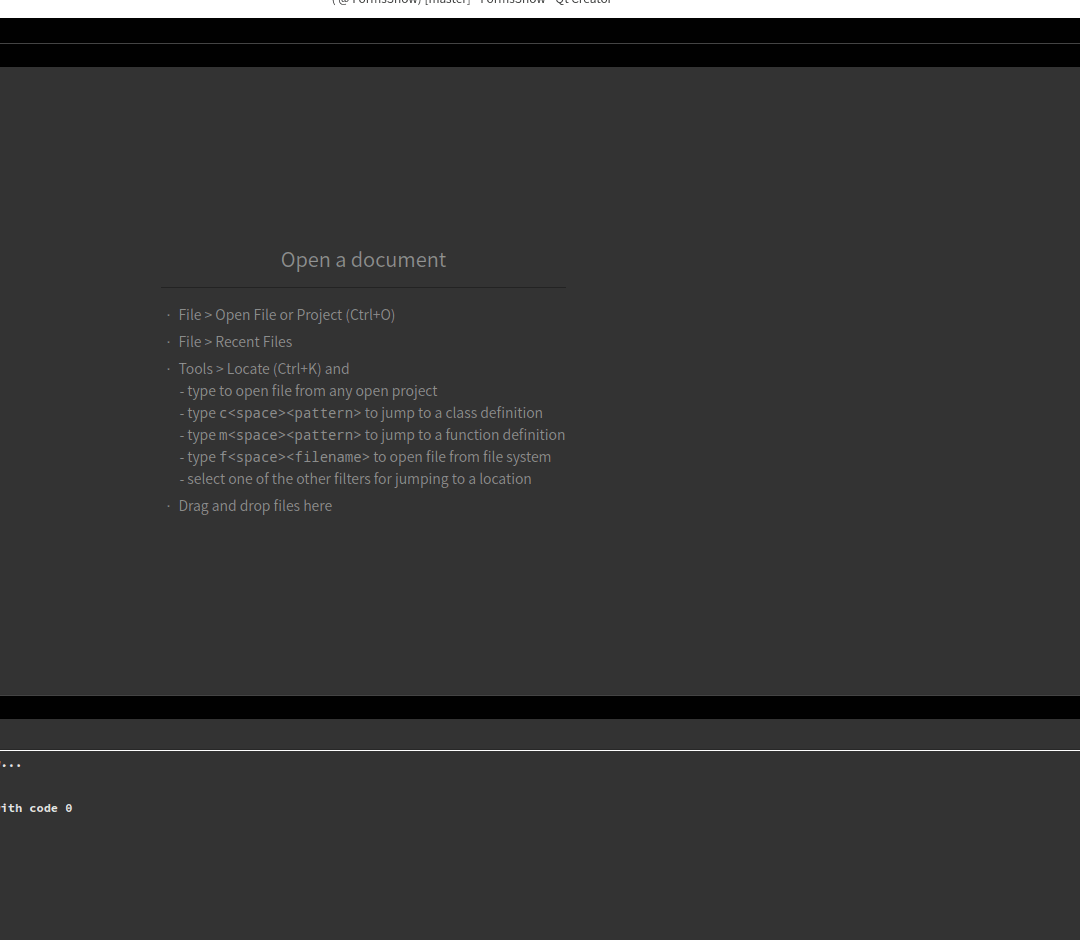 (@ FormsShow) [master] - FormsShow - Qt Creator
Open a document
· File > Open File or Project (Ctrl+O)
· File > Recent Files
· Tools > Locate (Ctrl+K) and
- type to open file from any open project
- type c<space><pattern> to jump to a class definition
- type m<space><pattern> to jump to a function definition
- type f<space><filename> to open file from file system
- select one of the other filters for jumping to a location
· Drag and drop files here
...
ith code 0